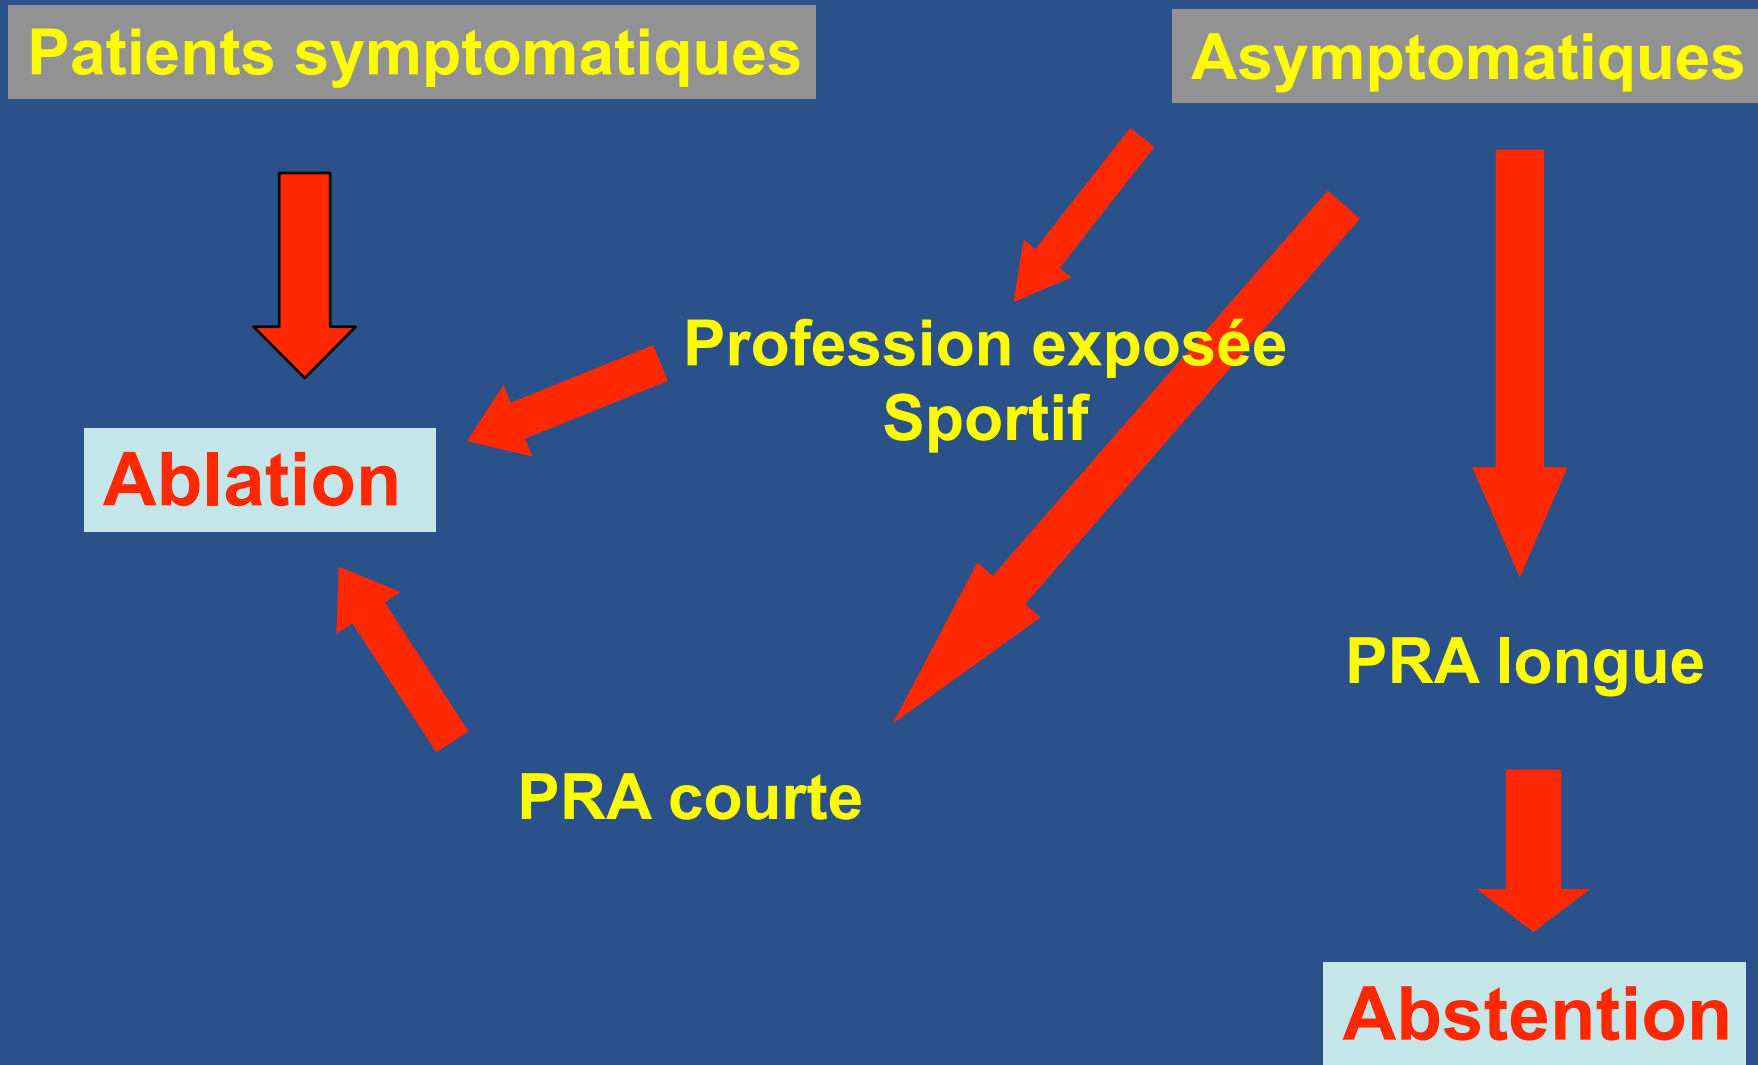 Patients symptomatiques
Asymptomatiques
Profession exposée
Sportif
Ablation
PRA longue
PRA courte
Abstention